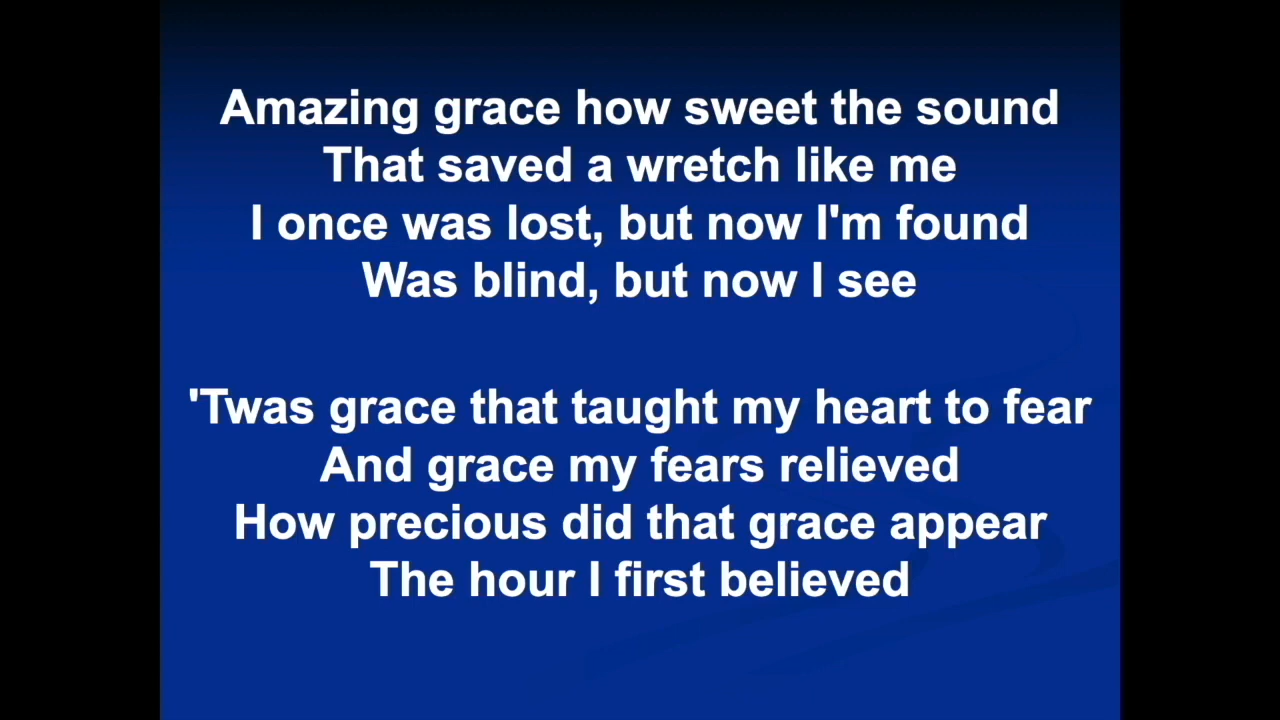 Amazing grace how sweet the sound
That saved a wretch like me
I once was lost, but now I'm found
Was blind, but now I see
'Twas grace that taught my heart to fear
And grace my fears relieved
How precious did that grace appear
The hour I first believed